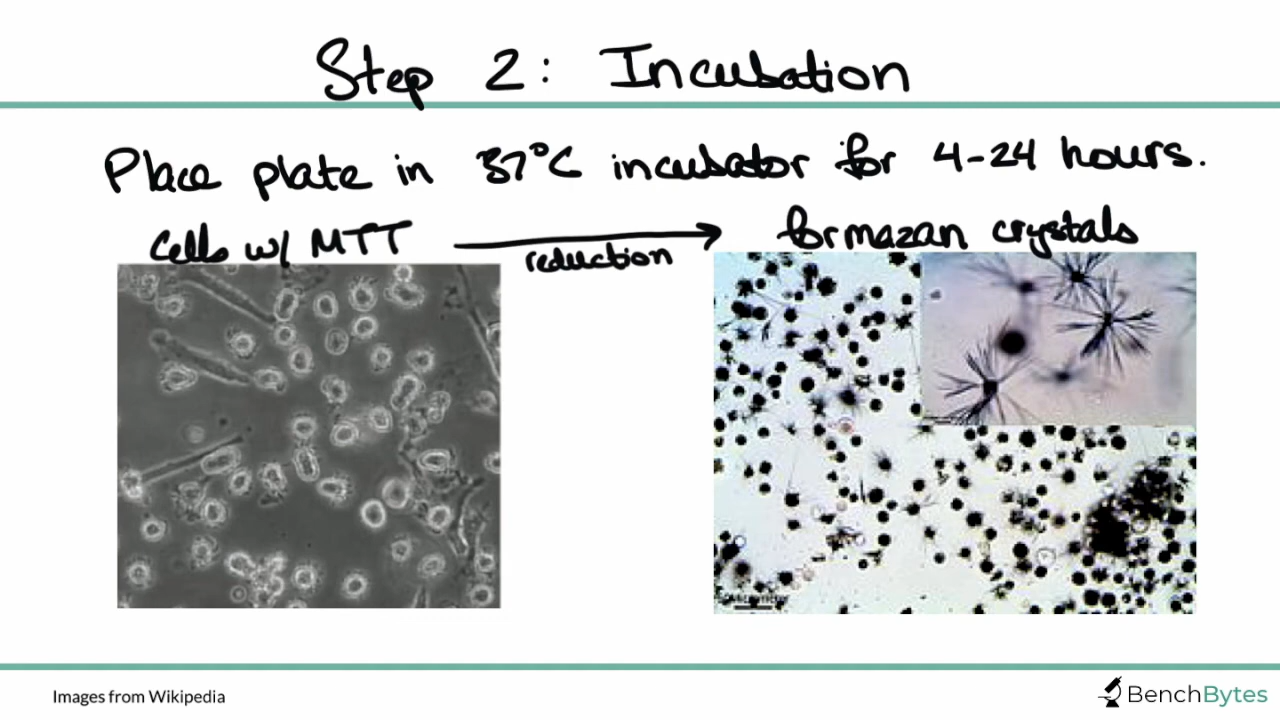 Step 2: Incubation
Place plate in 37°C incubator for 4-24 hours.
Cells w/ MTT
reduction
formazan crystals
Images from Wikipedia
BenchBytes